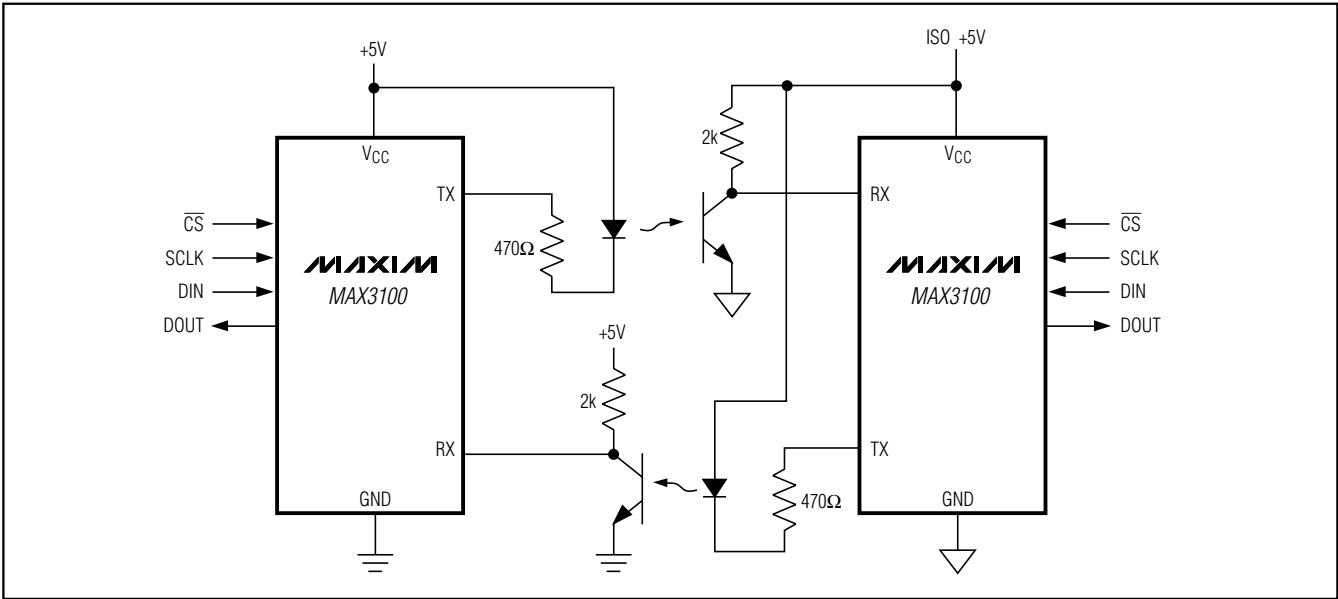 +5V
ISO +5V
VCC
TX
470Ω
2k
VCC
RX
CS
SCLK
DIN
DOUT
MAXIM
MAX3100
MAXIM
MAX3100
CS
SCLK
DIN
DOUT
+5V
2k
RX
GND
470Ω
TX
GND